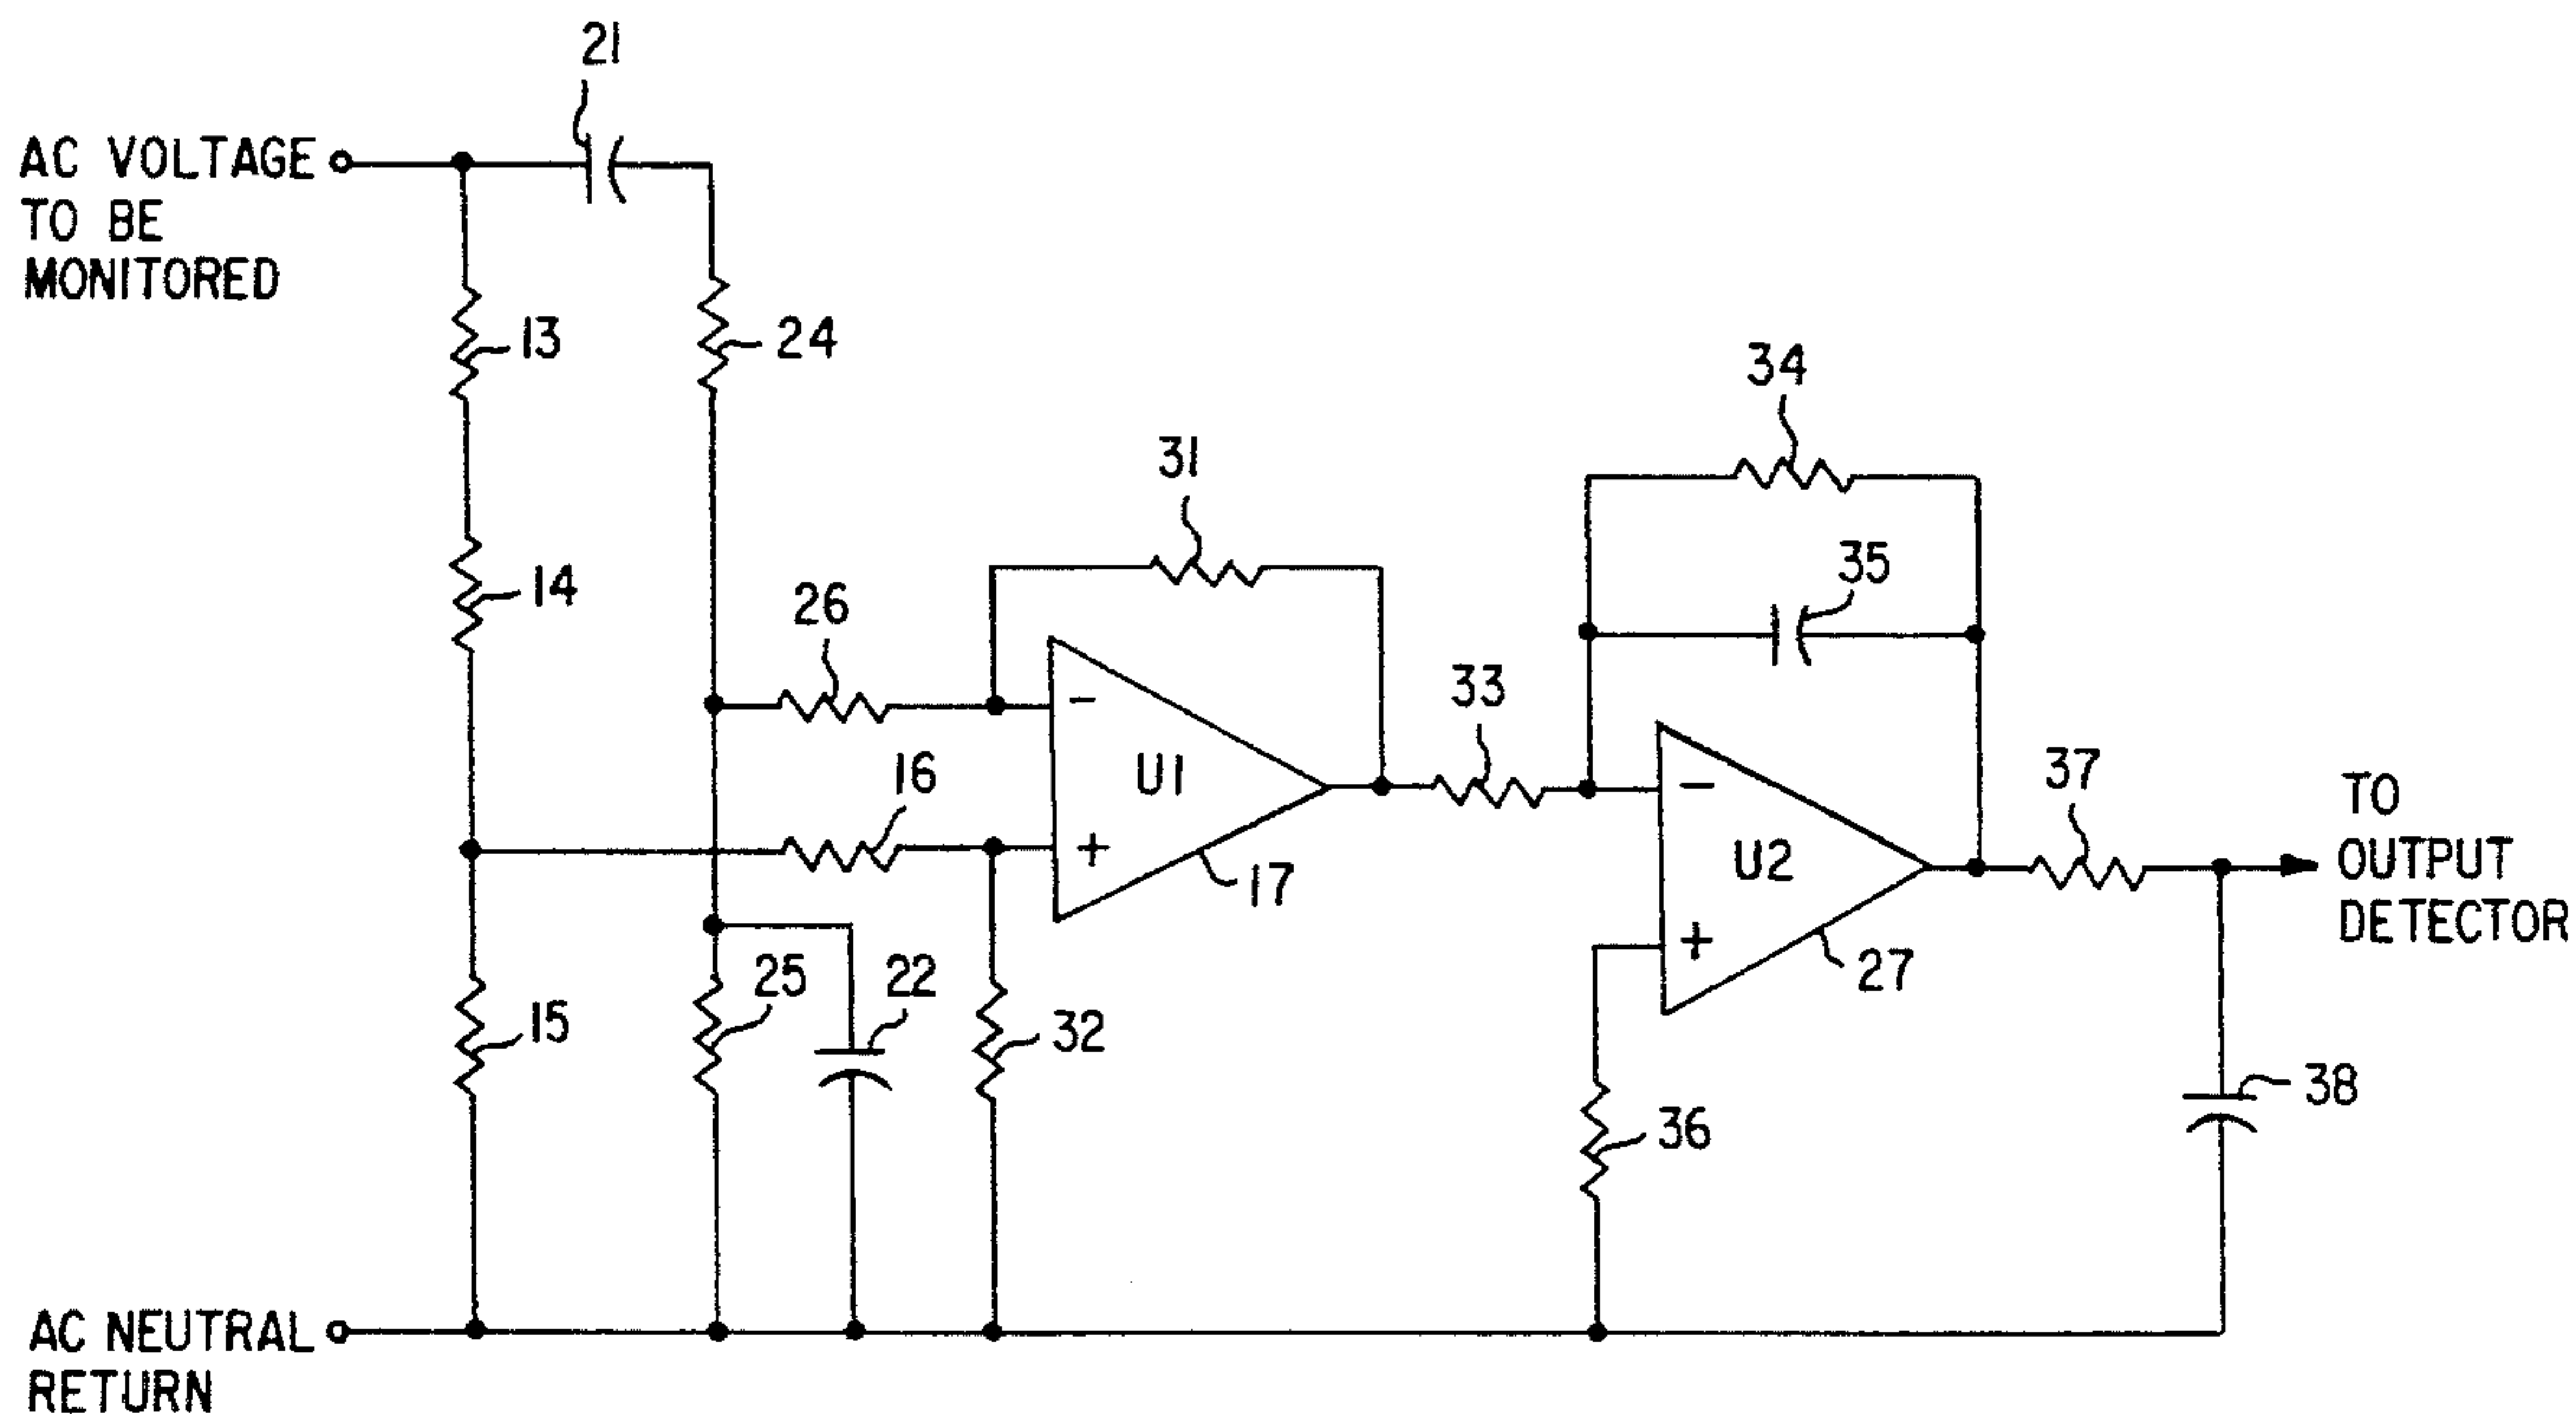 21
AC VOLTAGE
TO BE
MONITORED
13
24
34
31
35
14
26
33
16
U1
37
TO
OUTPUT
DETECTOR
-
+
17
-
U2
+
27
25
22
15
32
38
36
AC NEUTRAL
RETURN